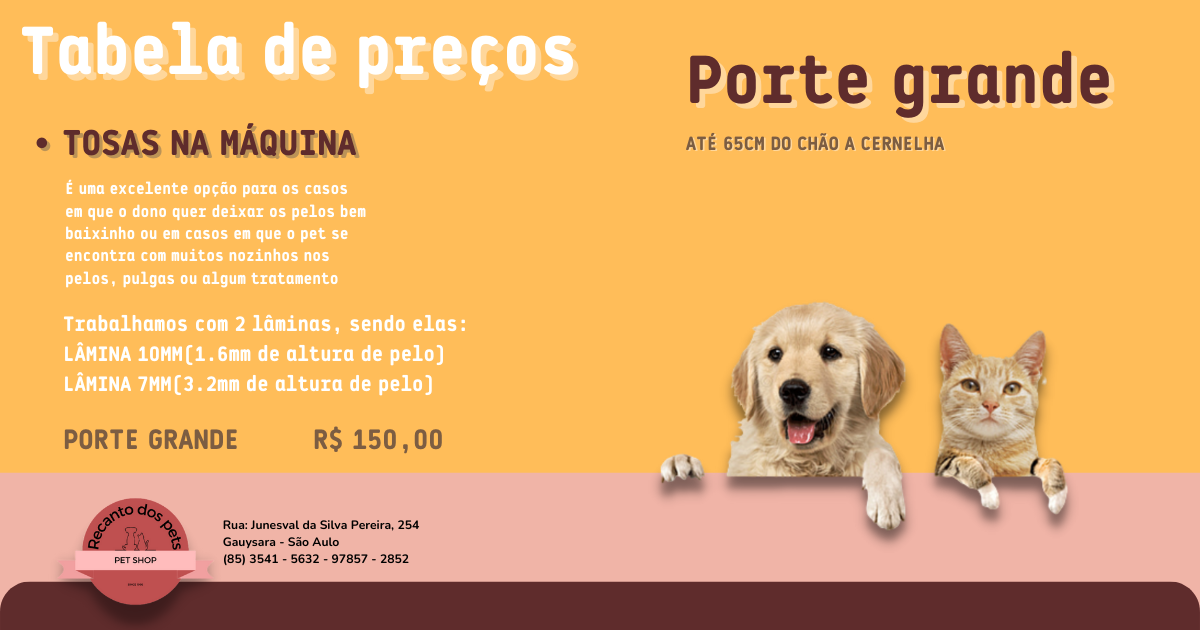 Tabela de preços
• TOSAS NA MÁQUINA
É uma excelente opção para os casos
em que o dono quer deixar os pelos bem
baixinho ou em casos em que o pet se
encontra com muitos nozinhos nos
pelos, pulgas ou algum tratamento
Trabalhamos com 2 lâminas, sendo elas:
LÂMINA 10MM(1.6mm de altura de pelo)
LÂMINA 7MM(3.2mm de altura de pelo)
PORTE GRANDE R$ 150,00
Porte grande
ATÉ 65CM DO CHÃO A CERNELHA
Recanto dos pets
PET SHOP
Rua: Junesval da Silva Pereira, 254
Gauysara - São Aulo
(85) 3541 - 5632 - 97857 - 2852